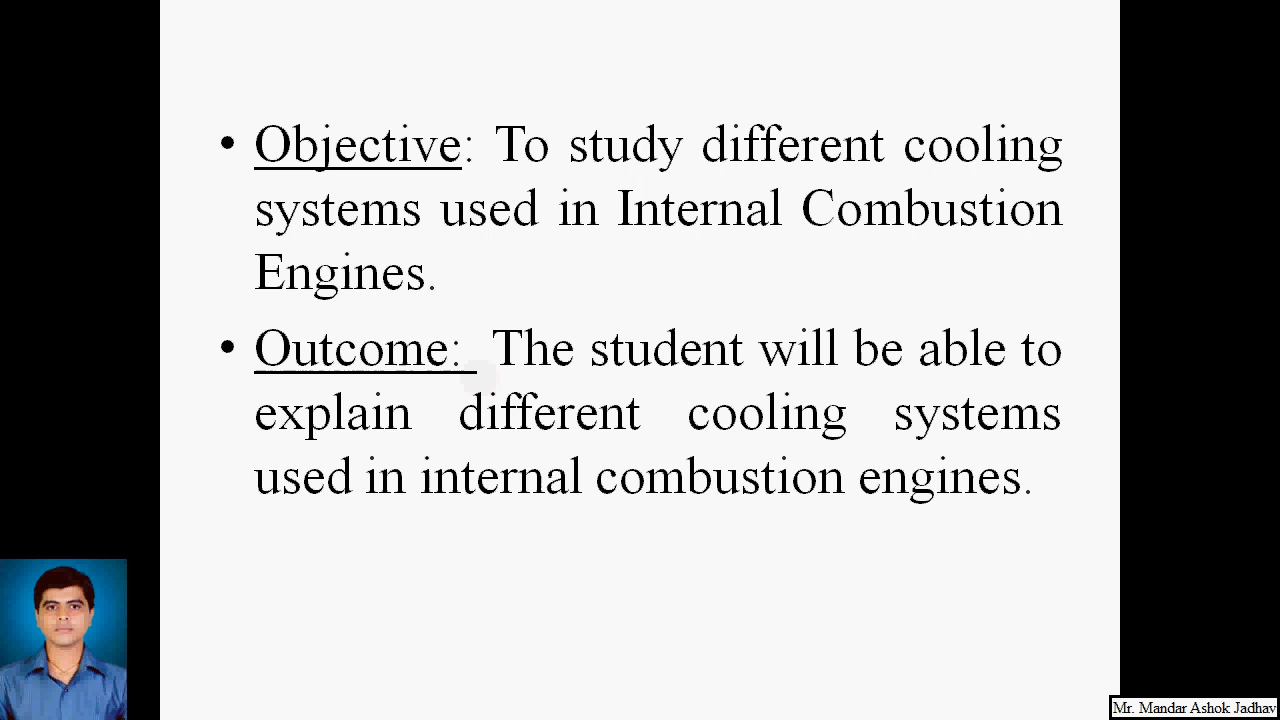 • Objective: To study different cooling
systems used in Internal Combustion
Engines.
• Outcome: The student will be able to
explain different cooling systems
used in internal combustion engines.
Mr. Mandar Ashok Jadhav